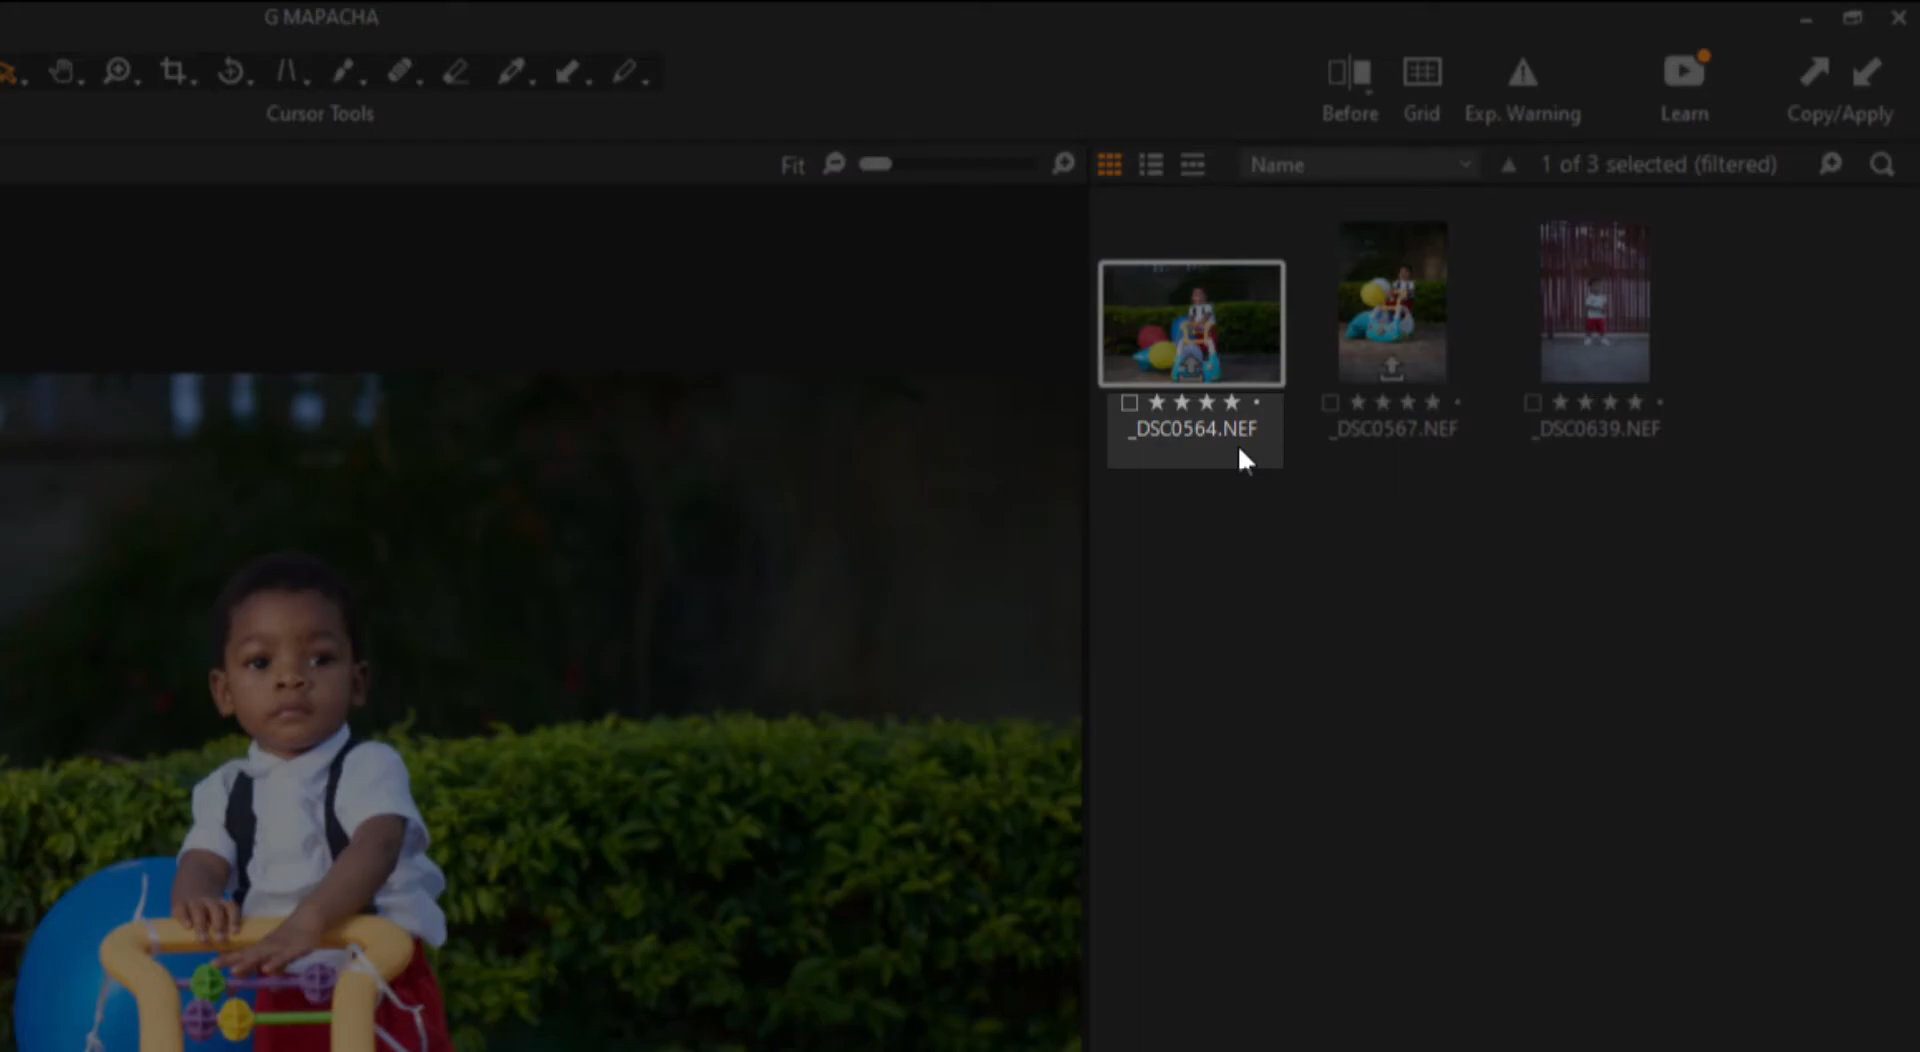 G MAPACHA
Cursor Tools
Before
Grid
Exp. Warning
Learn
Copy/Apply
Fit
Name
1 of 3 selected (filtered)
_DSC0564.NEF
_DSC0567.NEF
_DSC0639.NEF